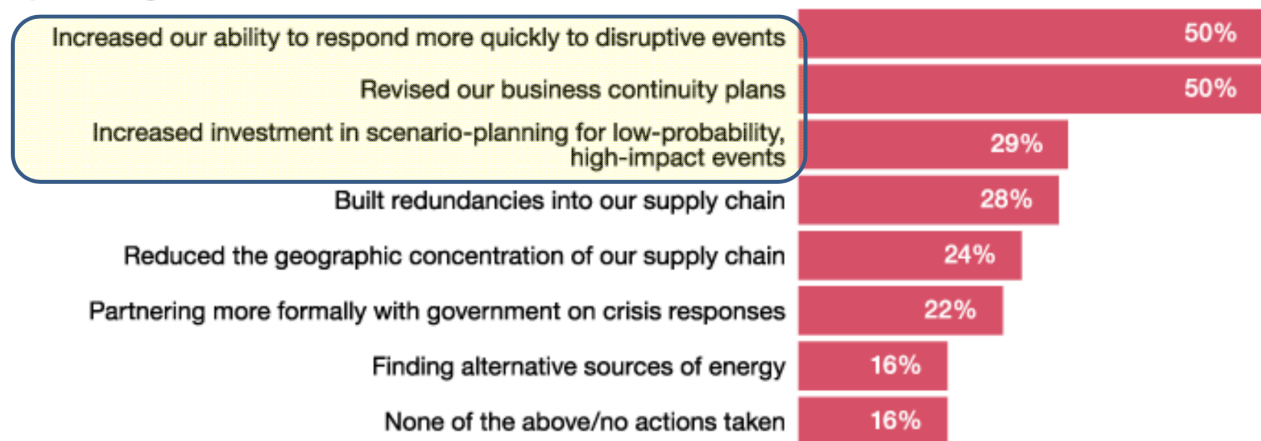 Increased our ability to respond more quickly to disruptive events 50%
Revised our business continuity plans 50%
Increased investment in scenario-planning for low-probability,
high-impact events 29%
Built redundancies into our supply chain 28%
Reduced the geographic concentration of our supply chain 24%
Partnering more formally with government on crisis responses 22%
Finding alternative sources of energy 16%
None of the above/no actions taken 16%